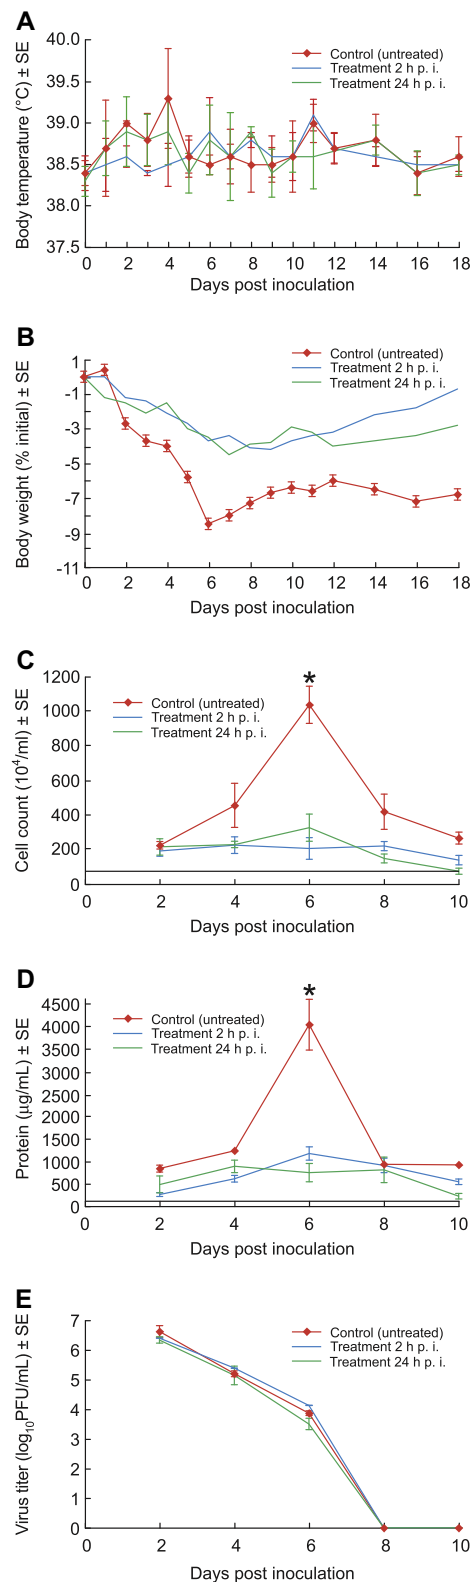 A
Body temperature (°C) ± SE
40.0
39.5
39.0
38.5
38.0
37.5
Control (untreated)
Treatment 2 h p. i.
Treatment 24 h p. i.
0 2 4 6 8 10 12 14 16 18
Days post inoculation
B
Body weight (% initial) ± SE
1
-1
-3
-5
-7
-9
-11
Control (untreated)
Treatment 2 h p. i.
Treatment 24 h p. i.
0 2 4 6 8 10 12 14 16 18
Days post inoculation
C
Cell count (10⁴/ml) ± SE
1200
1000
800
400
200
0
*
Control (untreated)
Treatment 2 h p. i.
Treatment 24 h p. i.
0 2 4 6 8 10
Days post inoculation
D
Protein (µg/mL) ± SE
4500
4000
3500
3000
2500
2000
1500
1000
500
0
*
Control (untreated)
Treatment 2 h p. i.
Treatment 24 h p. i.
0 2 4 6 8 10
Days post inoculation
E
Virus titer (log₁₀PFU/mL) ± SE
7
6
5
4
3
2
1
0
Control (untreated)
Treatment 2 h p. i.
Treatment 24 h p. i.
0 2 4 6 8 10
Days post inoculation